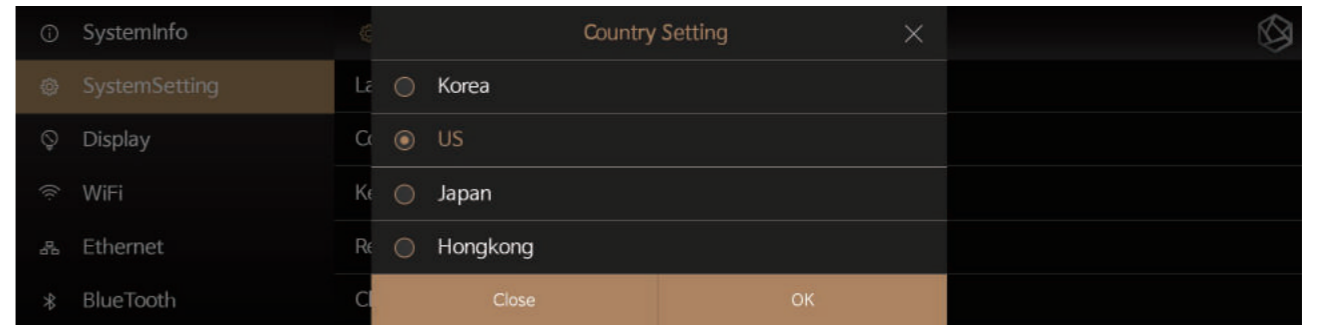 SystemInfo
SystemSetting
Display
WiFi
Ethernet
BlueTooth
Country Setting
Korea
US
Japan
Hongkong
Close
OK